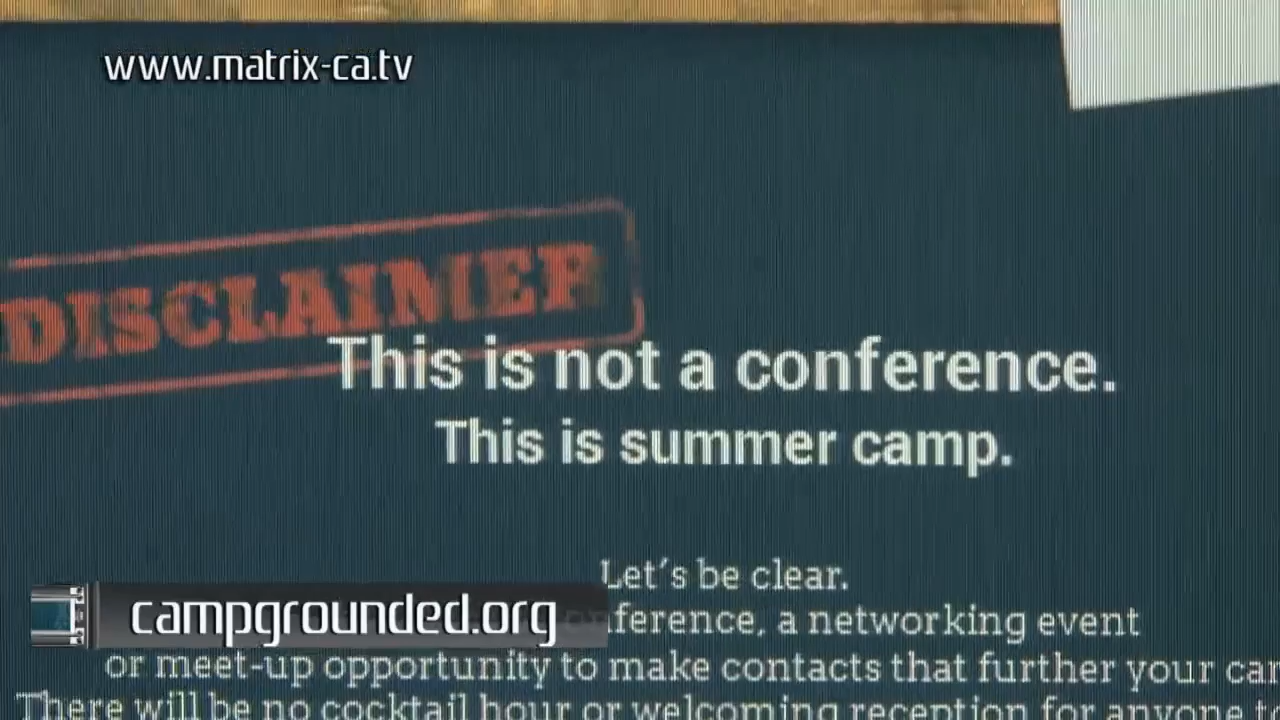 www.matrix-ca.tv
DISCLAIMER
This is not a conference.
This is summer camp.
Let's be clear.
campgrounded.org
nference, a networking event
or meet-up opportunity to make contacts that further your car
There will be no cocktail hour or welcoming reception for anyone to